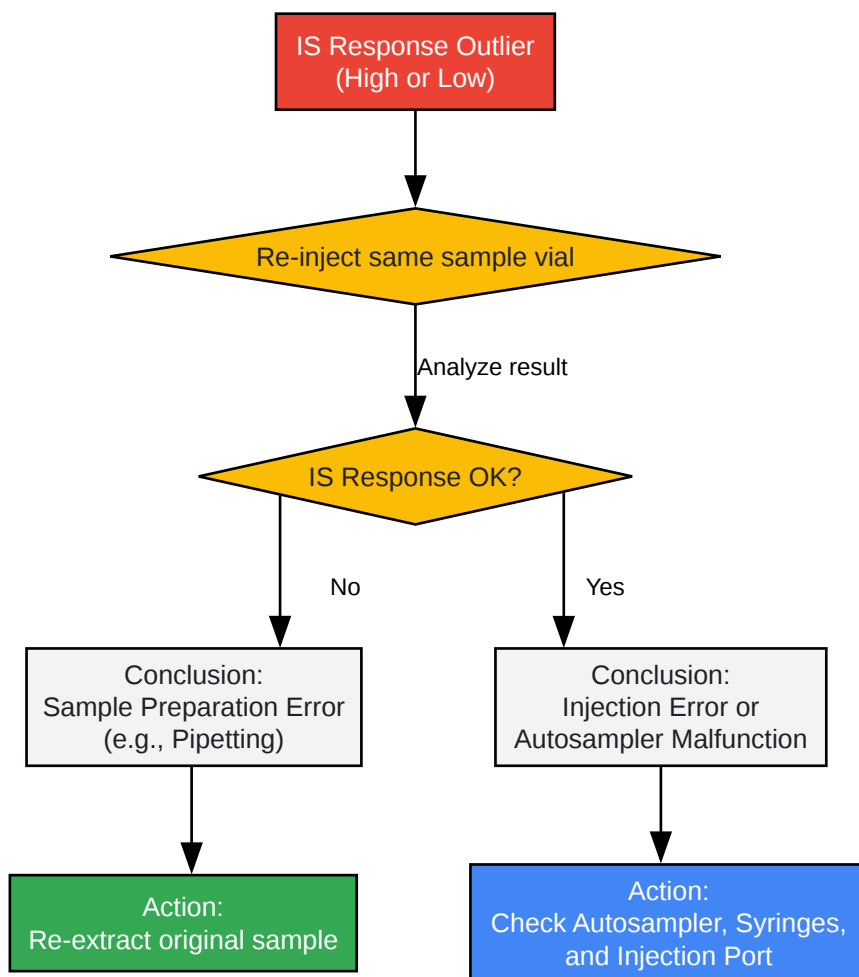 IS Response Outlier
(High or Low)
Re-inject same sample vial
Analyze result
IS Response OK?
No
Yes
Conclusion:
Sample Preparation Error
(e.g., Pipetting)
Conclusion:
Injection Error or
Autosampler Malfunction
Action:
Re-extract original sample
Action:
Check Autosampler, Syringes,
and Injection Port